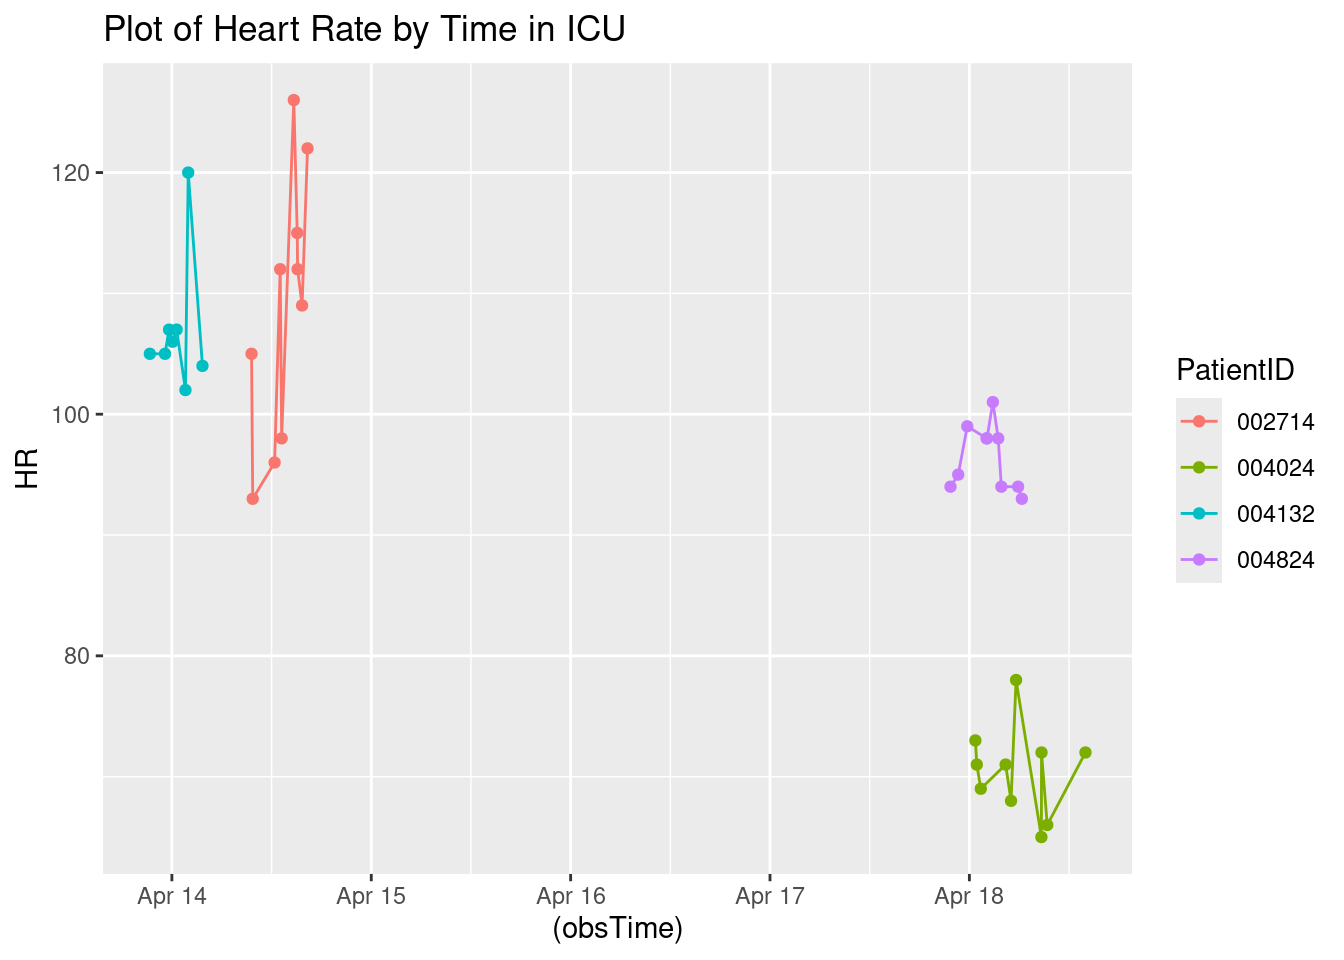 Plot of Heart Rate by Time in ICU
120
100
80
HR
Apr 14
Apr 15
Apr 16
Apr 17
Apr 18
(obsTime)
PatientID
002714
004024
004132
004824